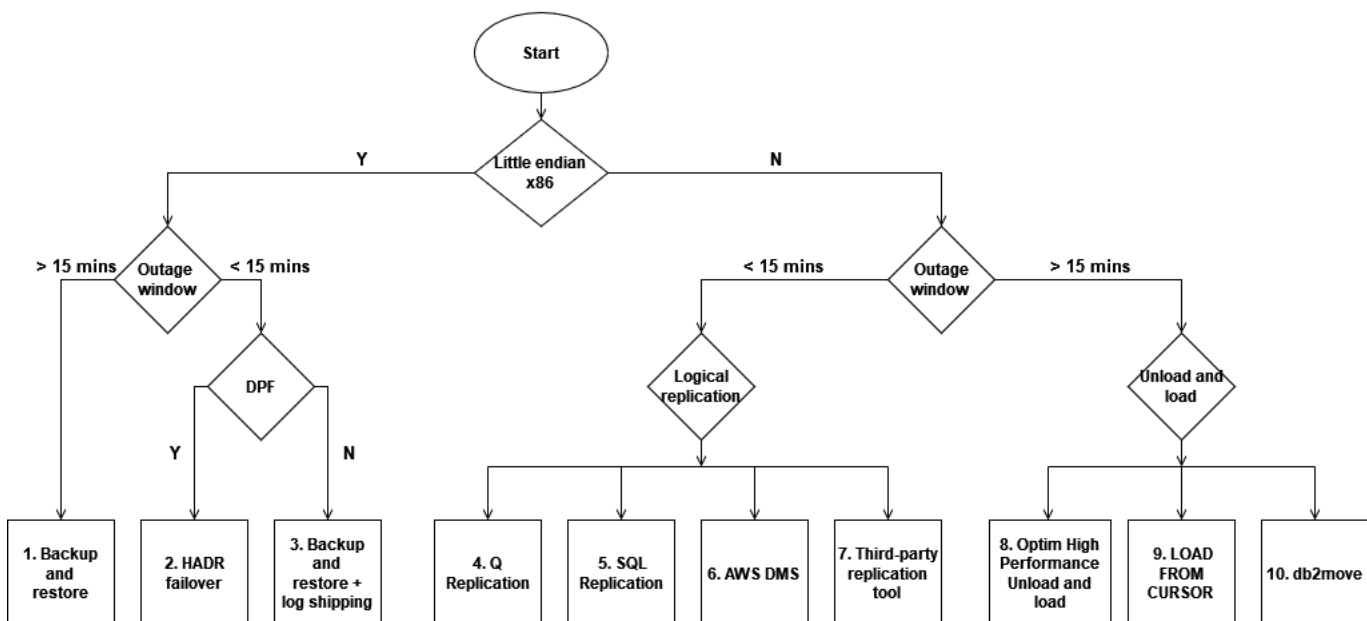 Start
Little endian
x86
Y
N
Outage
window
> 15 mins
< 15 mins
Outage
window
< 15 mins
> 15 mins
DPF
Y
N
Logical
replication
Unload and
load
1. Backup
and
restore
2. HADR
failover
3. Backup
and
restore +
log shipping
4. Q
Replication
5. SQL
Replication
6. AWS DMS
7. Third-party
replication
tool
8. Optim High
Performance
Unload and
load
9. LOAD
FROM
CURSOR
10. db2move